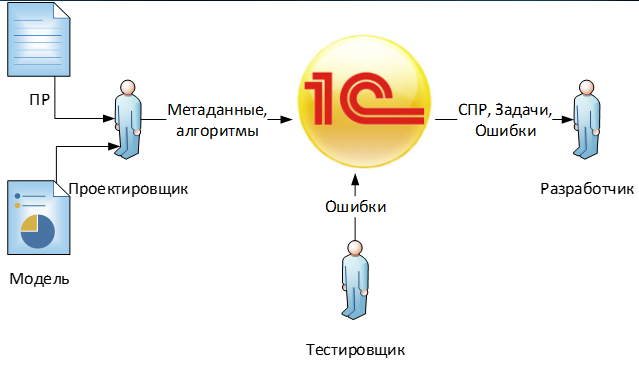 ПР
Метаданные,
алгоритмы
1С
СПР, Задачи,
Ошибки
Проектировщик
Разработчик
Ошибки
Модель
Тестировщик